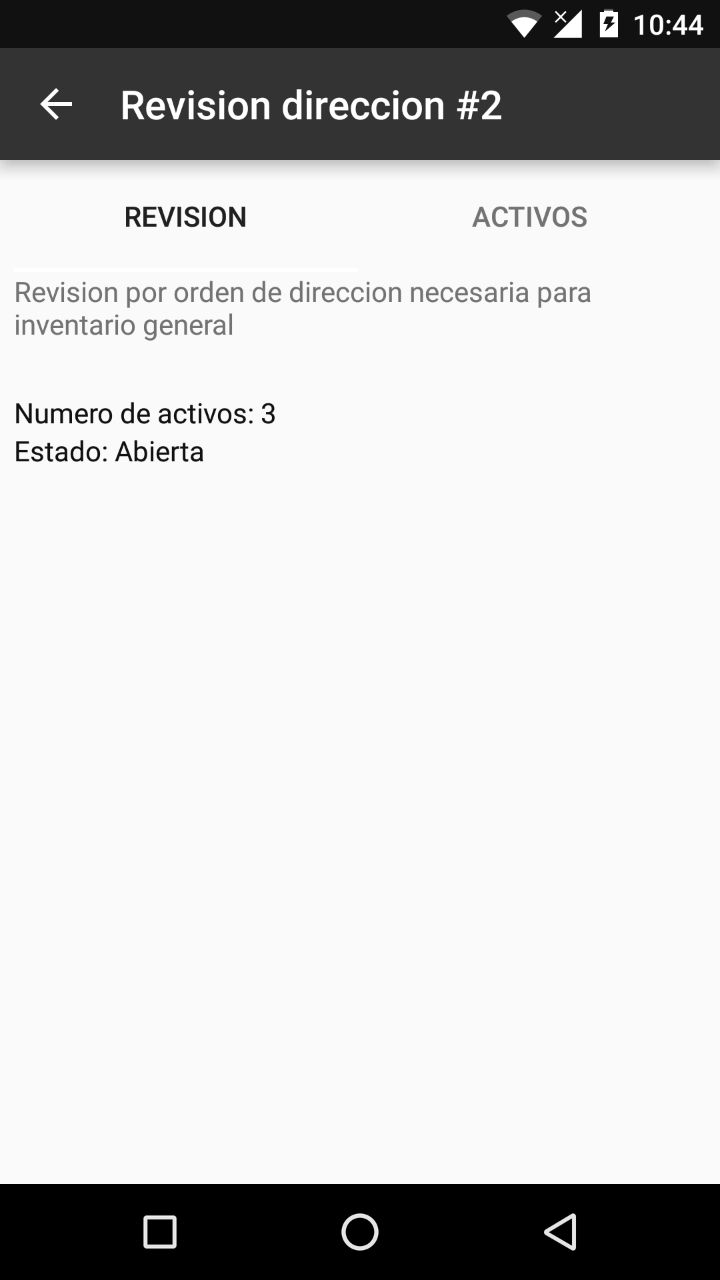 10:44
Revision direccion #2
REVISION
ACTIVOS
Revision por orden de direccion necesaria para
inventario general
Numero de activos: 3
Estado: Abierta